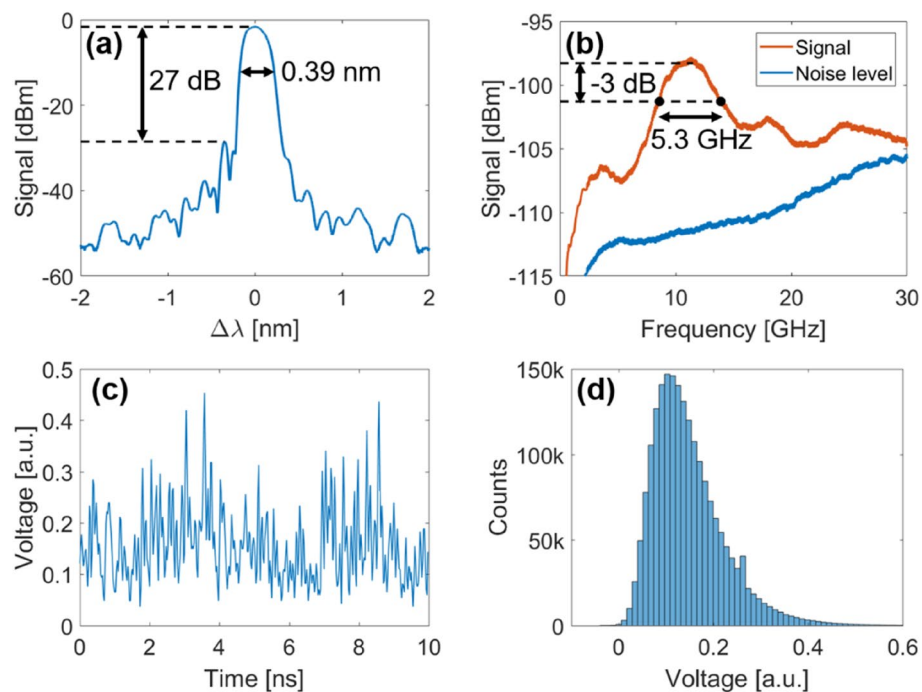 (a)
27 dB
0.39 nm
0
-20
-40
-60
Signal [dBm]
-2
-1
0
1
2
Δλ [nm]
(b)
Signal
Noise level
-3 dB
5.3 GHz
-95
-100
-105
-110
-115
Signal [dBm]
0
10
20
30
Frequency [GHz]
(c)
0.5
0.4
0.3
0.2
0.1
0
Voltage [a.u.]
0
2
4
6
8
10
Time [ns]
(d)
150k
100k
50k
0
Counts
0
0.2
0.4
0.6
Voltage [a.u.]